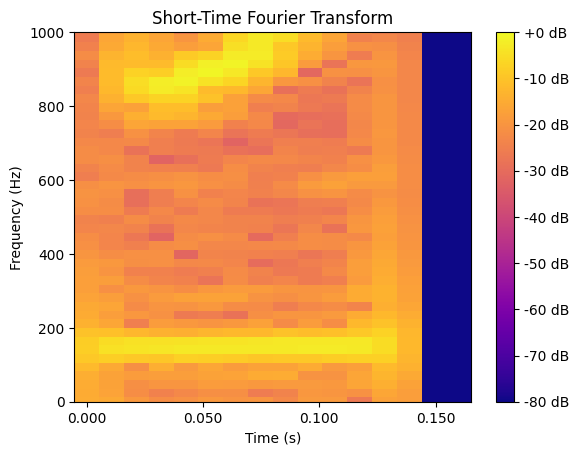 Short-Time Fourier Transform
1000
800
600
400
200
0
Frequency (Hz)
0.000
0.050
0.100
0.150
Time (s)
+0 dB
-10 dB
-20 dB
-30 dB
-40 dB
-50 dB
-60 dB
-70 dB
-80 dB